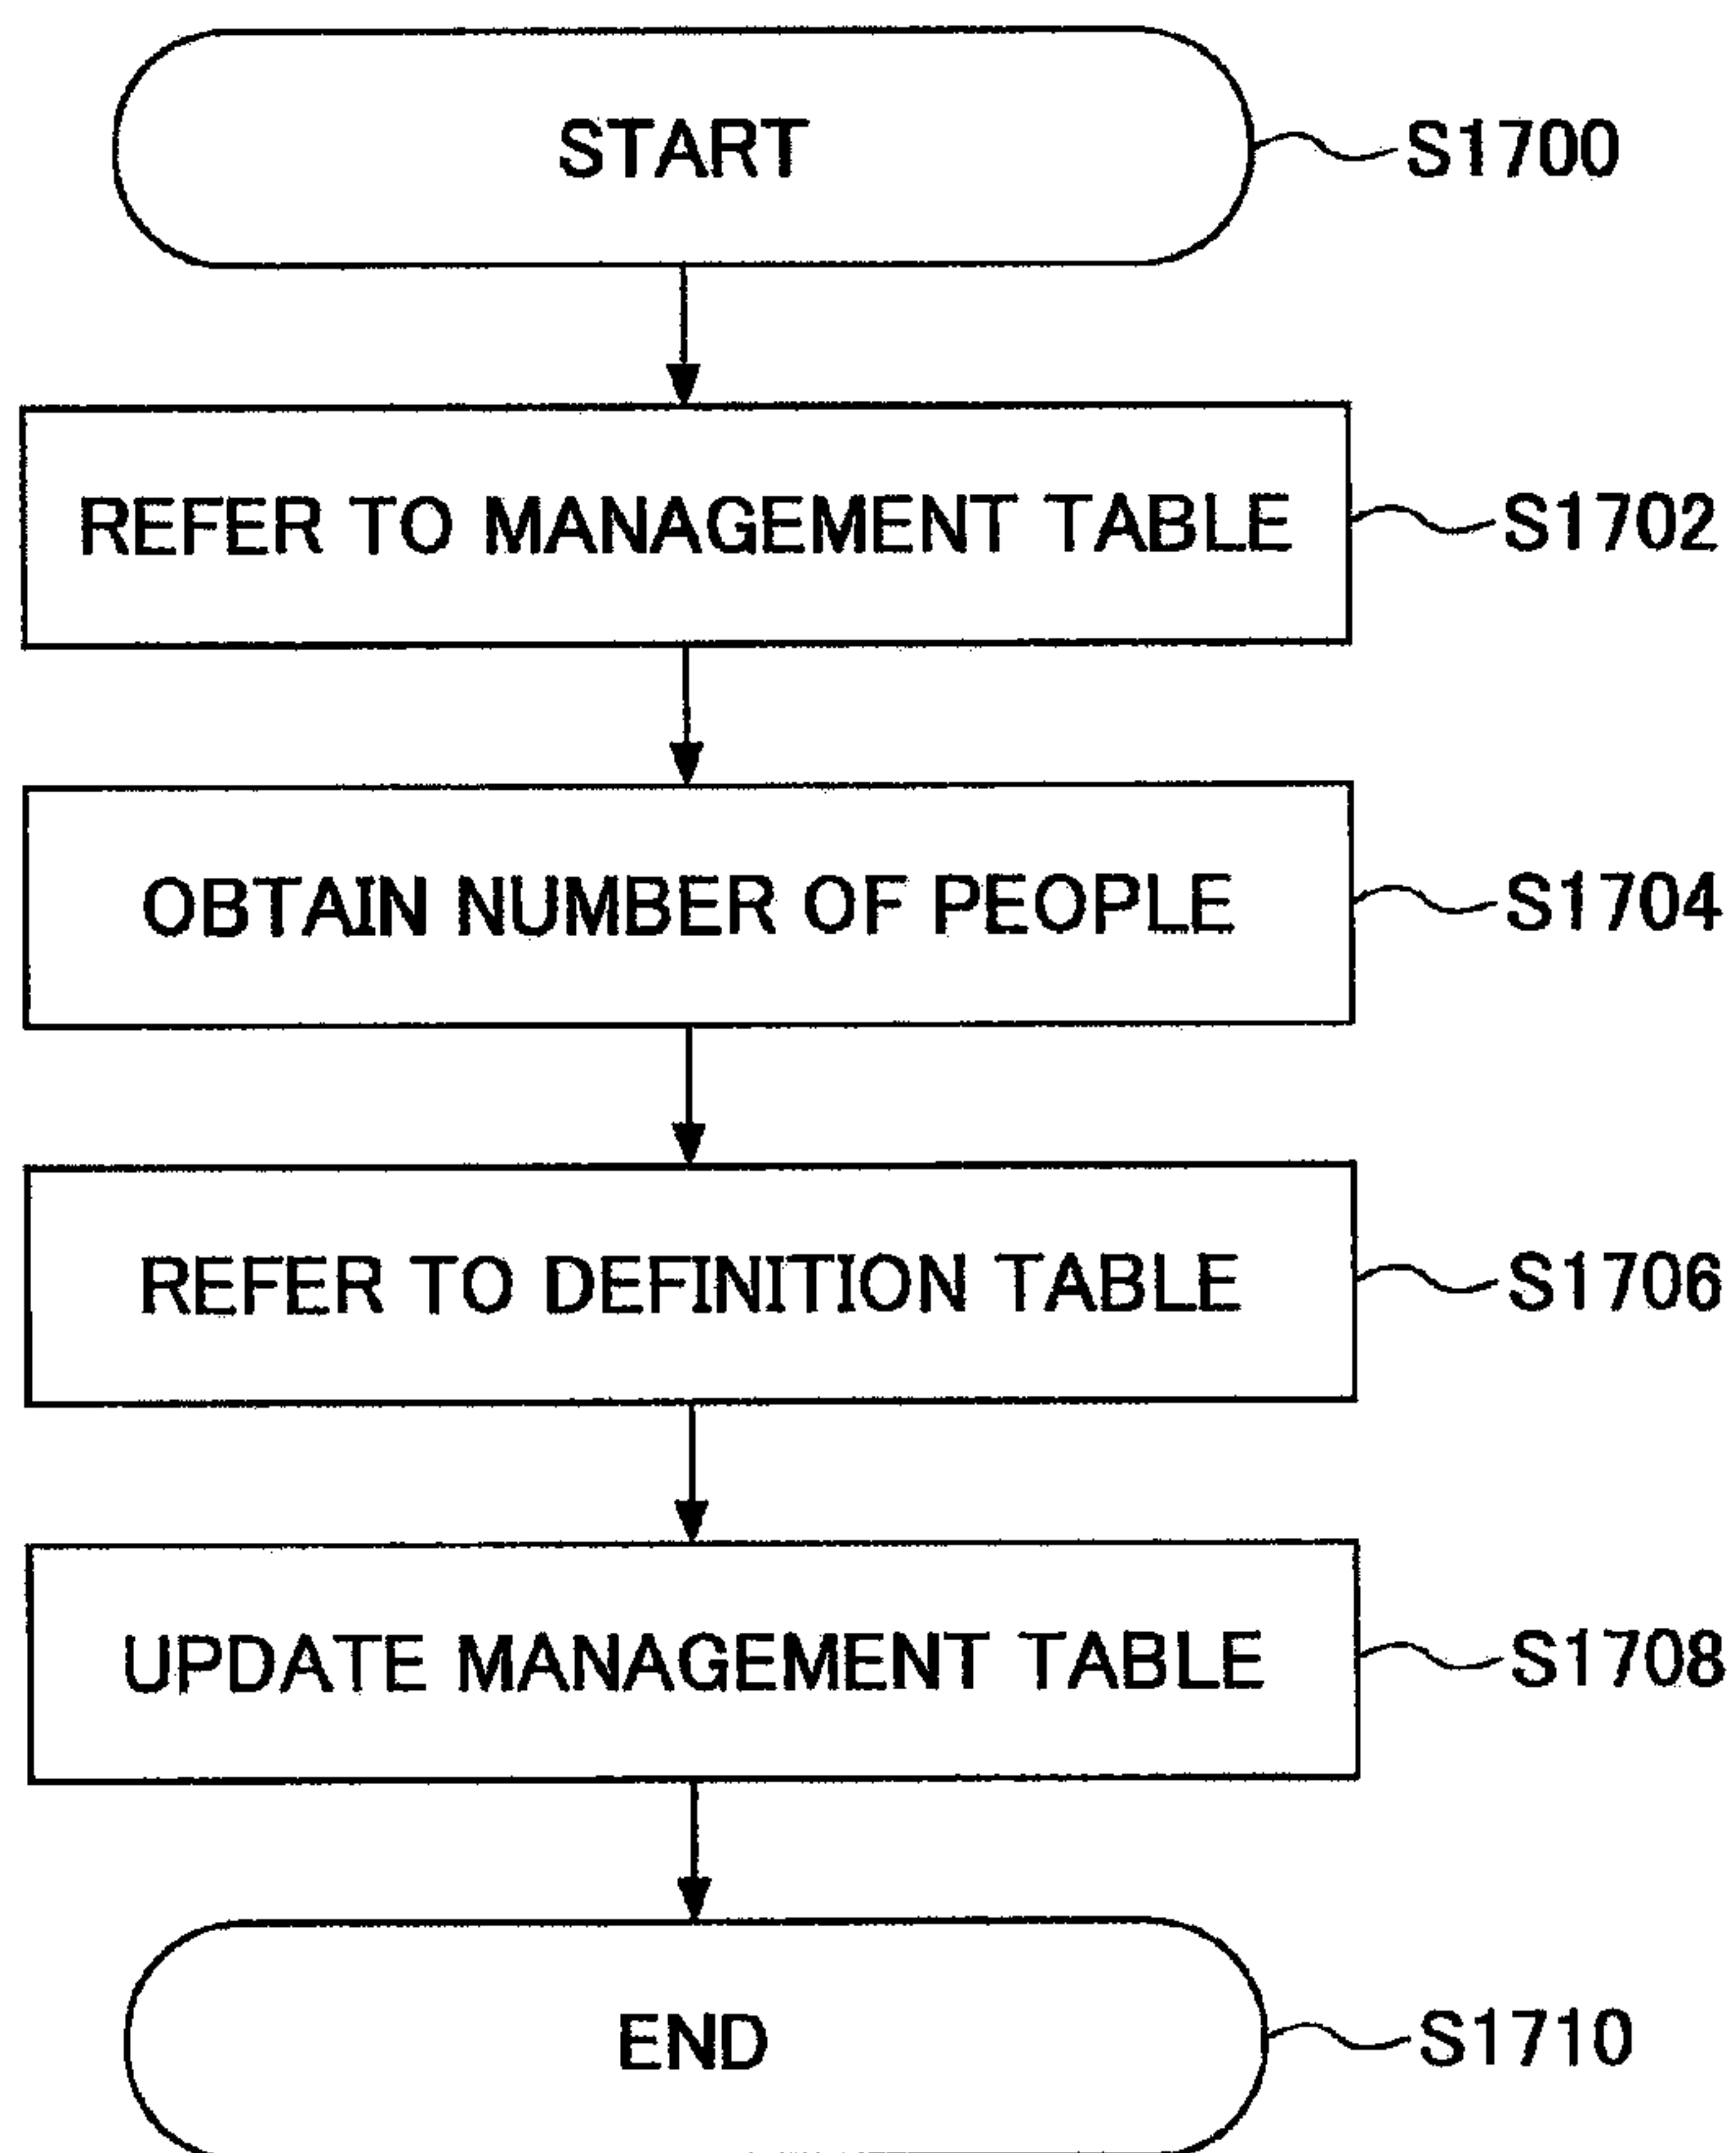 START
S1700
REFER TO MANAGEMENT TABLE
S1702
OBTAIN NUMBER OF PEOPLE
S1704
REFER TO DEFINITION TABLE
S1706
UPDATE MANAGEMENT TABLE
S1708
END
S1710